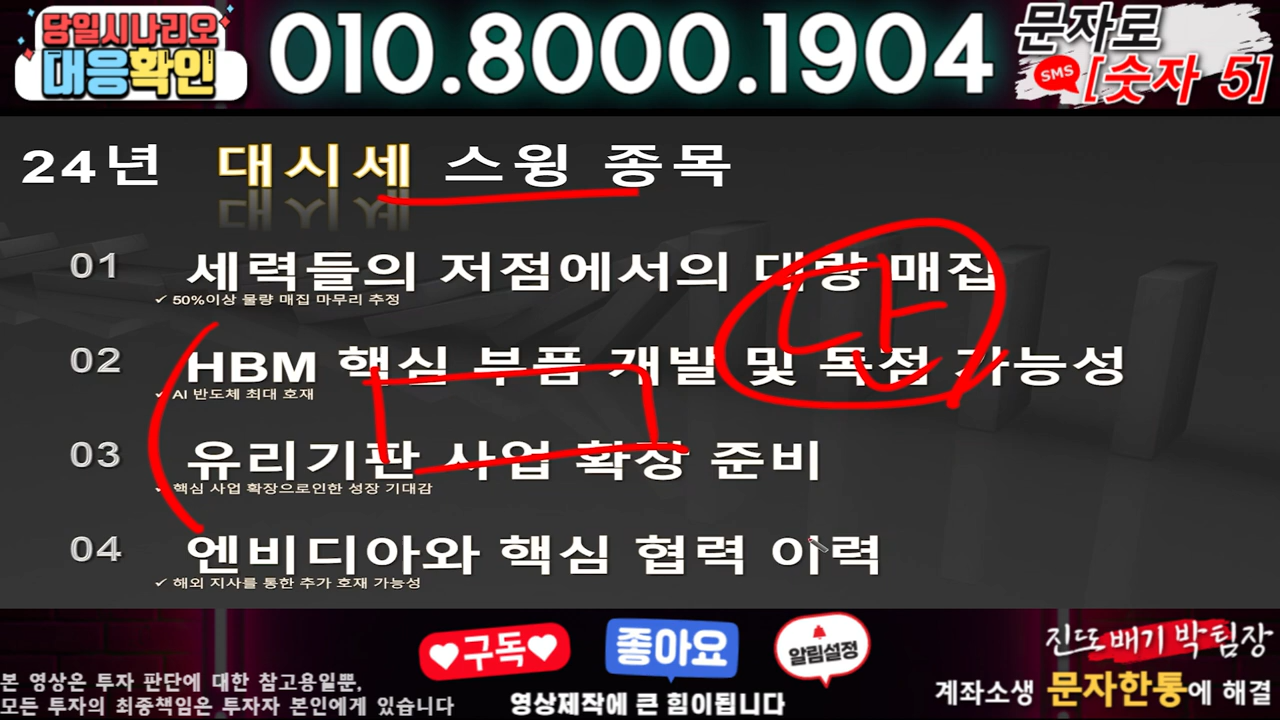 당일시나리오
대응확인
010.8000.1904
문자로
SMS
[숫자 5]
24년 대시세 스윙 종목
01 세력들의 저점에서의 대량 매집
✓ 50%이상 물량 매집 마무리 추정
02 HBM 핵심 부품 개발 및 독점 가능성
✓ AI 반도체 최대 호재
03 유리기판 사업 확장 준비
✓ 핵심 사업 확장으로인한 성장 기대감
04 엔비디아와 핵심 협력 이력
✓ 해외 지사를 통한 추가 호재 가능성
구독
좋아요
알림설정
영상제작에 큰 힘이됩니다
본 영상은 투자 판단에 대한 참고용일뿐,
모든 투자의 최종책임은 투자자 본인에게 있습니다
진또배기 박팀장
계좌소생 문자한통에 해결